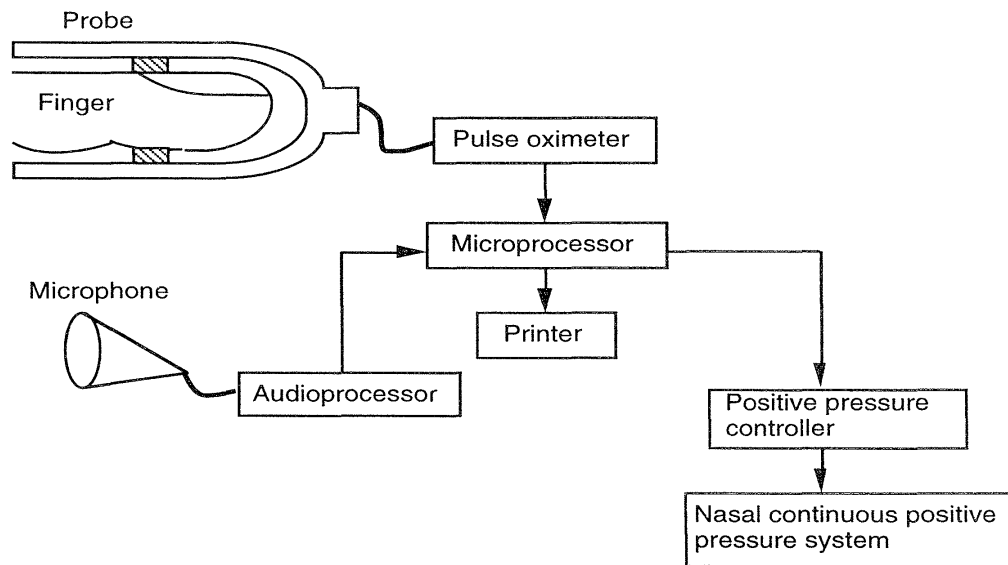 Probe
Finger
Pulse oximeter
Microprocessor
Microphone
Printer
Audioprocessor
Positive pressure
controller
Nasal continuous positive
pressure system